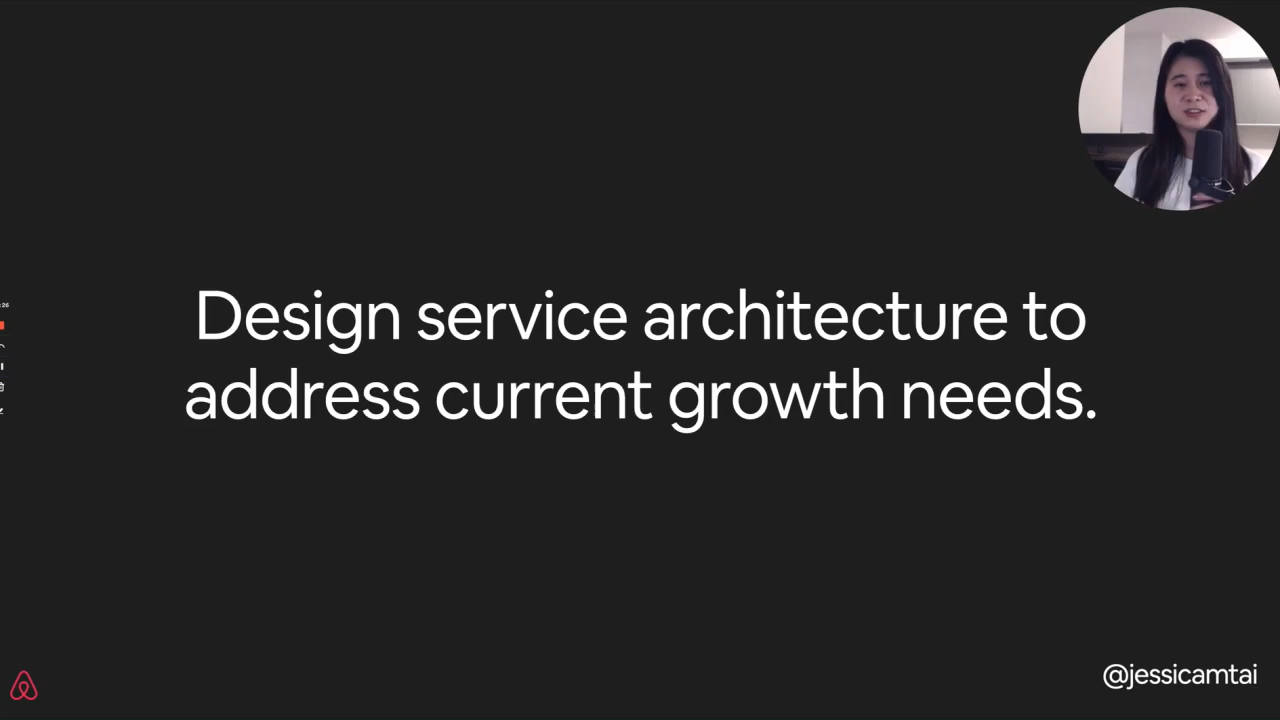 Design service architecture to
address current growth needs.
@jessicamtai